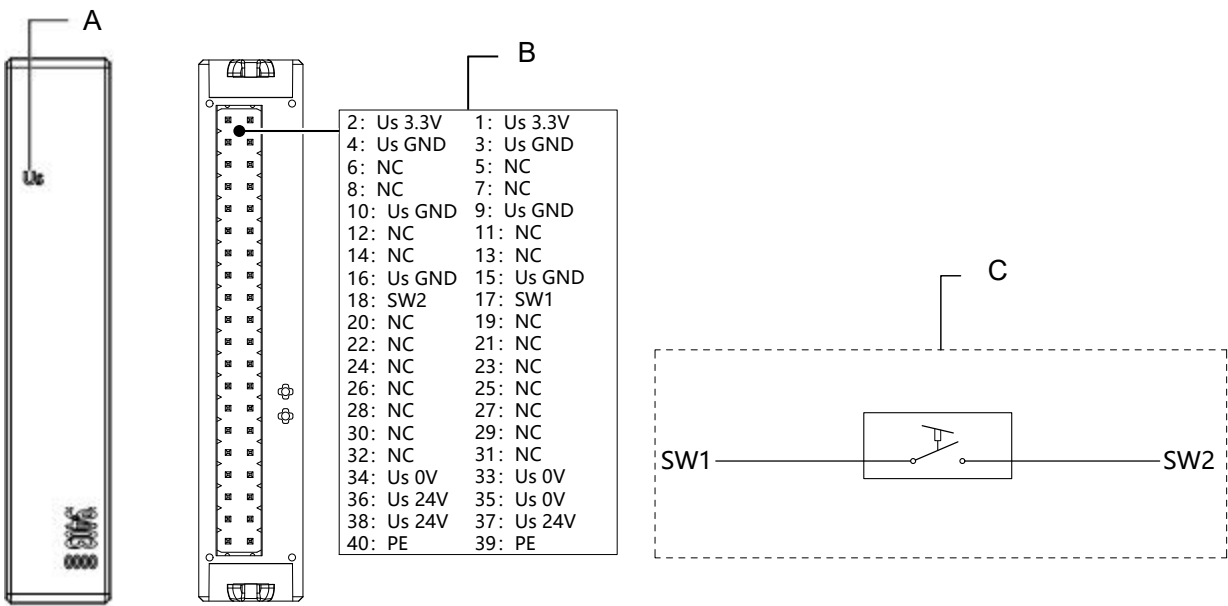 A
B
Us
2: Us 3.3V 1: Us 3.3V
4: Us GND 3: Us GND
6: NC 5: NC
8: NC 7: NC
10: Us GND 9: Us GND
12: NC 11: NC
14: NC 13: NC
16: Us GND 15: Us GND
18: SW2 17: SW1
20: NC 19: NC
22: NC 21: NC
24: NC 23: NC
26: NC 25: NC
28: NC 27: NC
30: NC 29: NC
32: NC 31: NC
34: Us 0V 33: Us 0V
36: Us 24V 35: Us 0V
38: Us 24V 37: Us 24V
40: PE 39: PE
0000
C
SW1
SW2